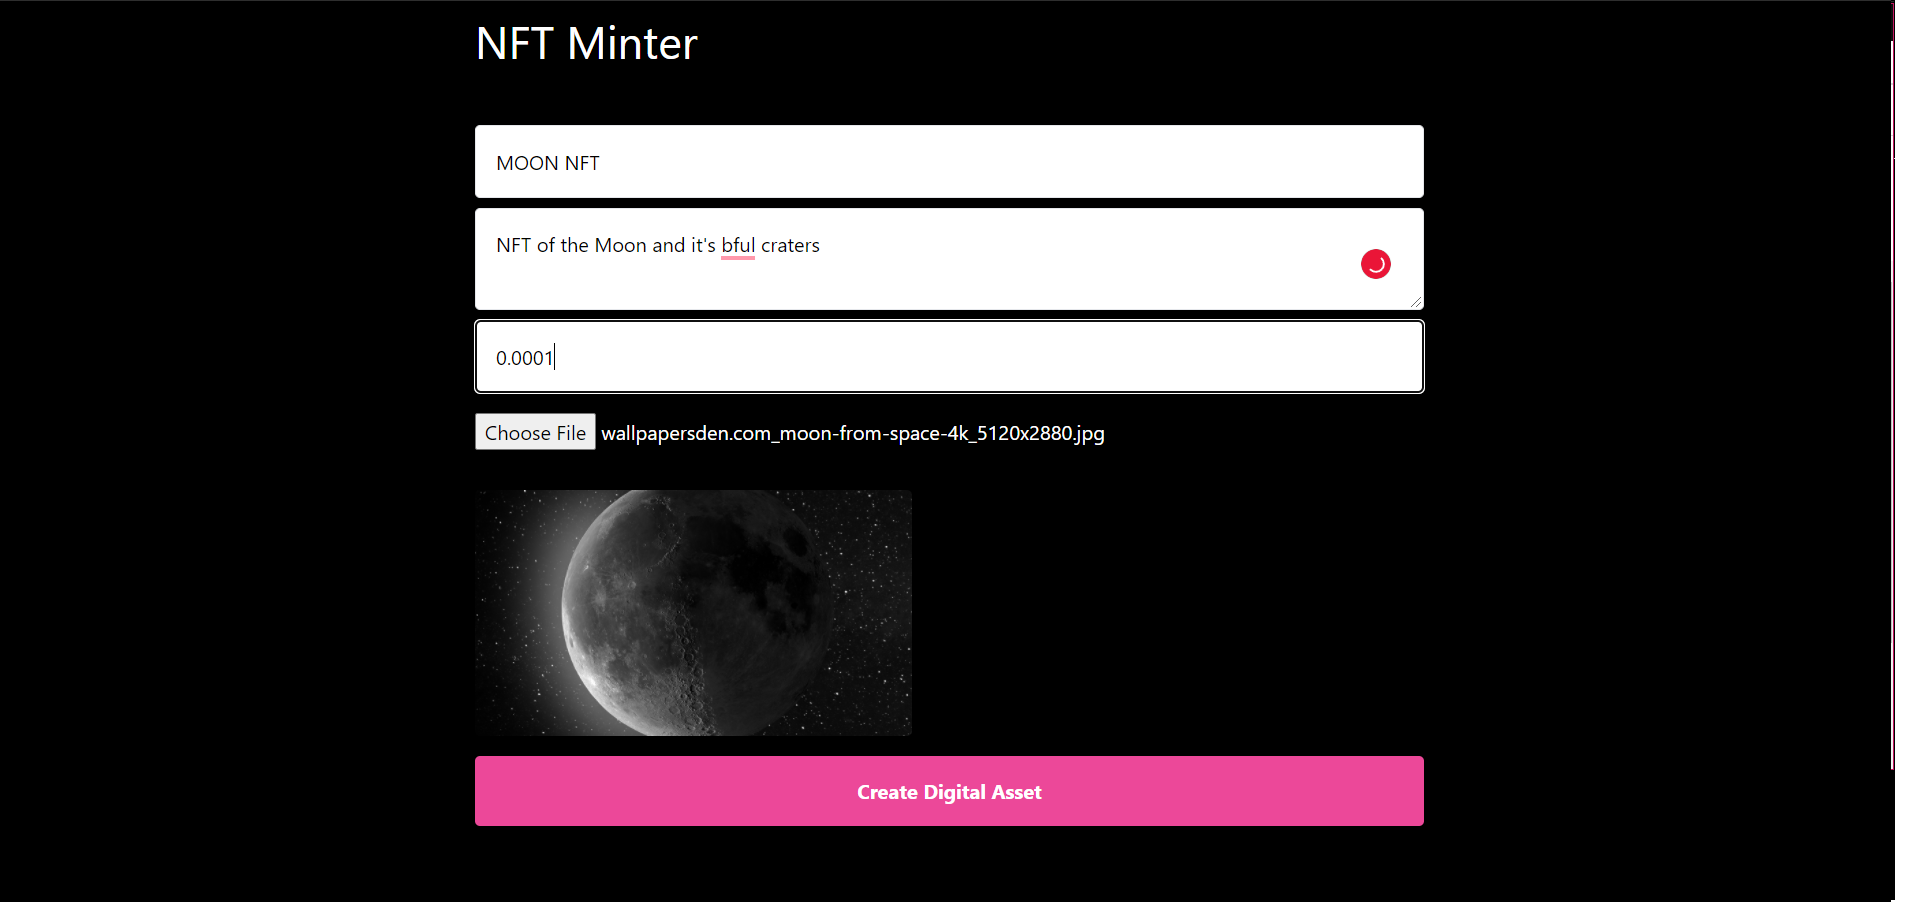 NFT Minter
MOON NFT
NFT of the Moon and it's bful craters
0.0001
Choose File wallpapersden.com_moon-from-space-4k_5120x2880.jpg
Create Digital Asset